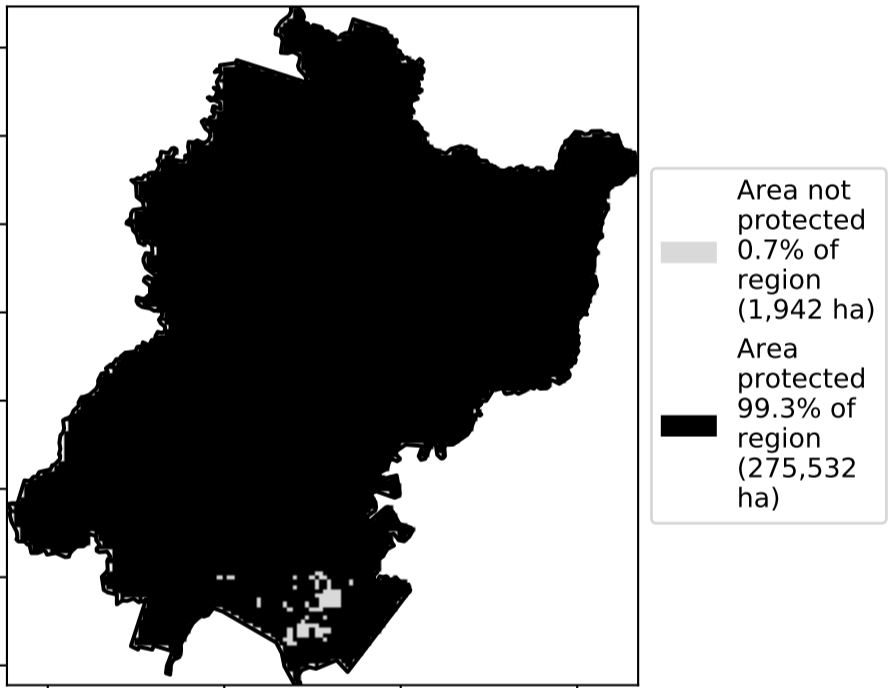 Area not
protected
0.7% of
region
(1,942 ha)
Area
protected
99.3% of
region
(275,532
ha)